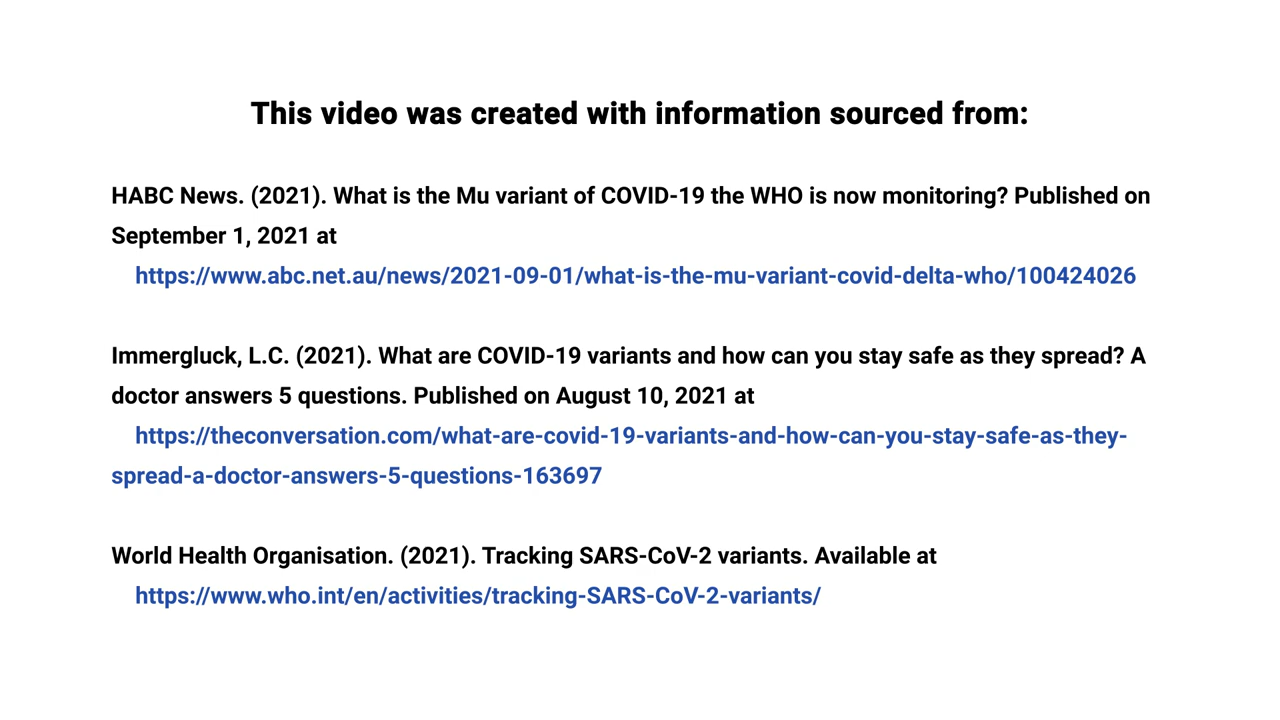 This video was created with information sourced from:
HABC News. (2021). What is the Mu variant of COVID-19 the WHO is now monitoring? Published on
September 1, 2021 at
https://www.abc.net.au/news/2021-09-01/what-is-the-mu-variant-covid-delta-who/100424026
Immergluck, L.C. (2021). What are COVID-19 variants and how can you stay safe as they spread? A
doctor answers 5 questions. Published on August 10, 2021 at
https://theconversation.com/what-are-covid-19-variants-and-how-can-you-stay-safe-as-they-
spread-a-doctor-answers-5-questions-163697
World Health Organisation. (2021). Tracking SARS-CoV-2 variants. Available at
https://www.who.int/en/activities/tracking-SARS-CoV-2-variants/